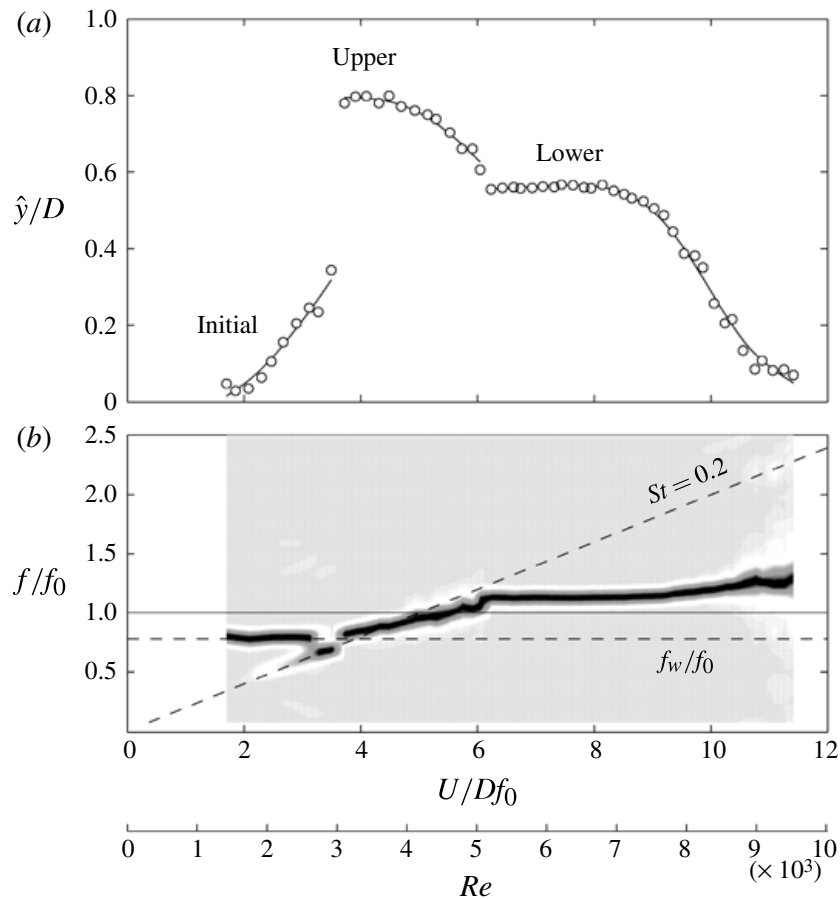 (a)
1.0
0.8
0.6
0.4
0.2
0
ŷ/D
Initial
Upper
Lower
(b)
2.5
2.0
1.5
1.0
0.5
f/f₀
St = 0.2
f_w/f₀
0 2 4 6 8 10 12
U/Df₀
0 1 2 3 4 5 6 7 8 9 10
(× 10³)
Re